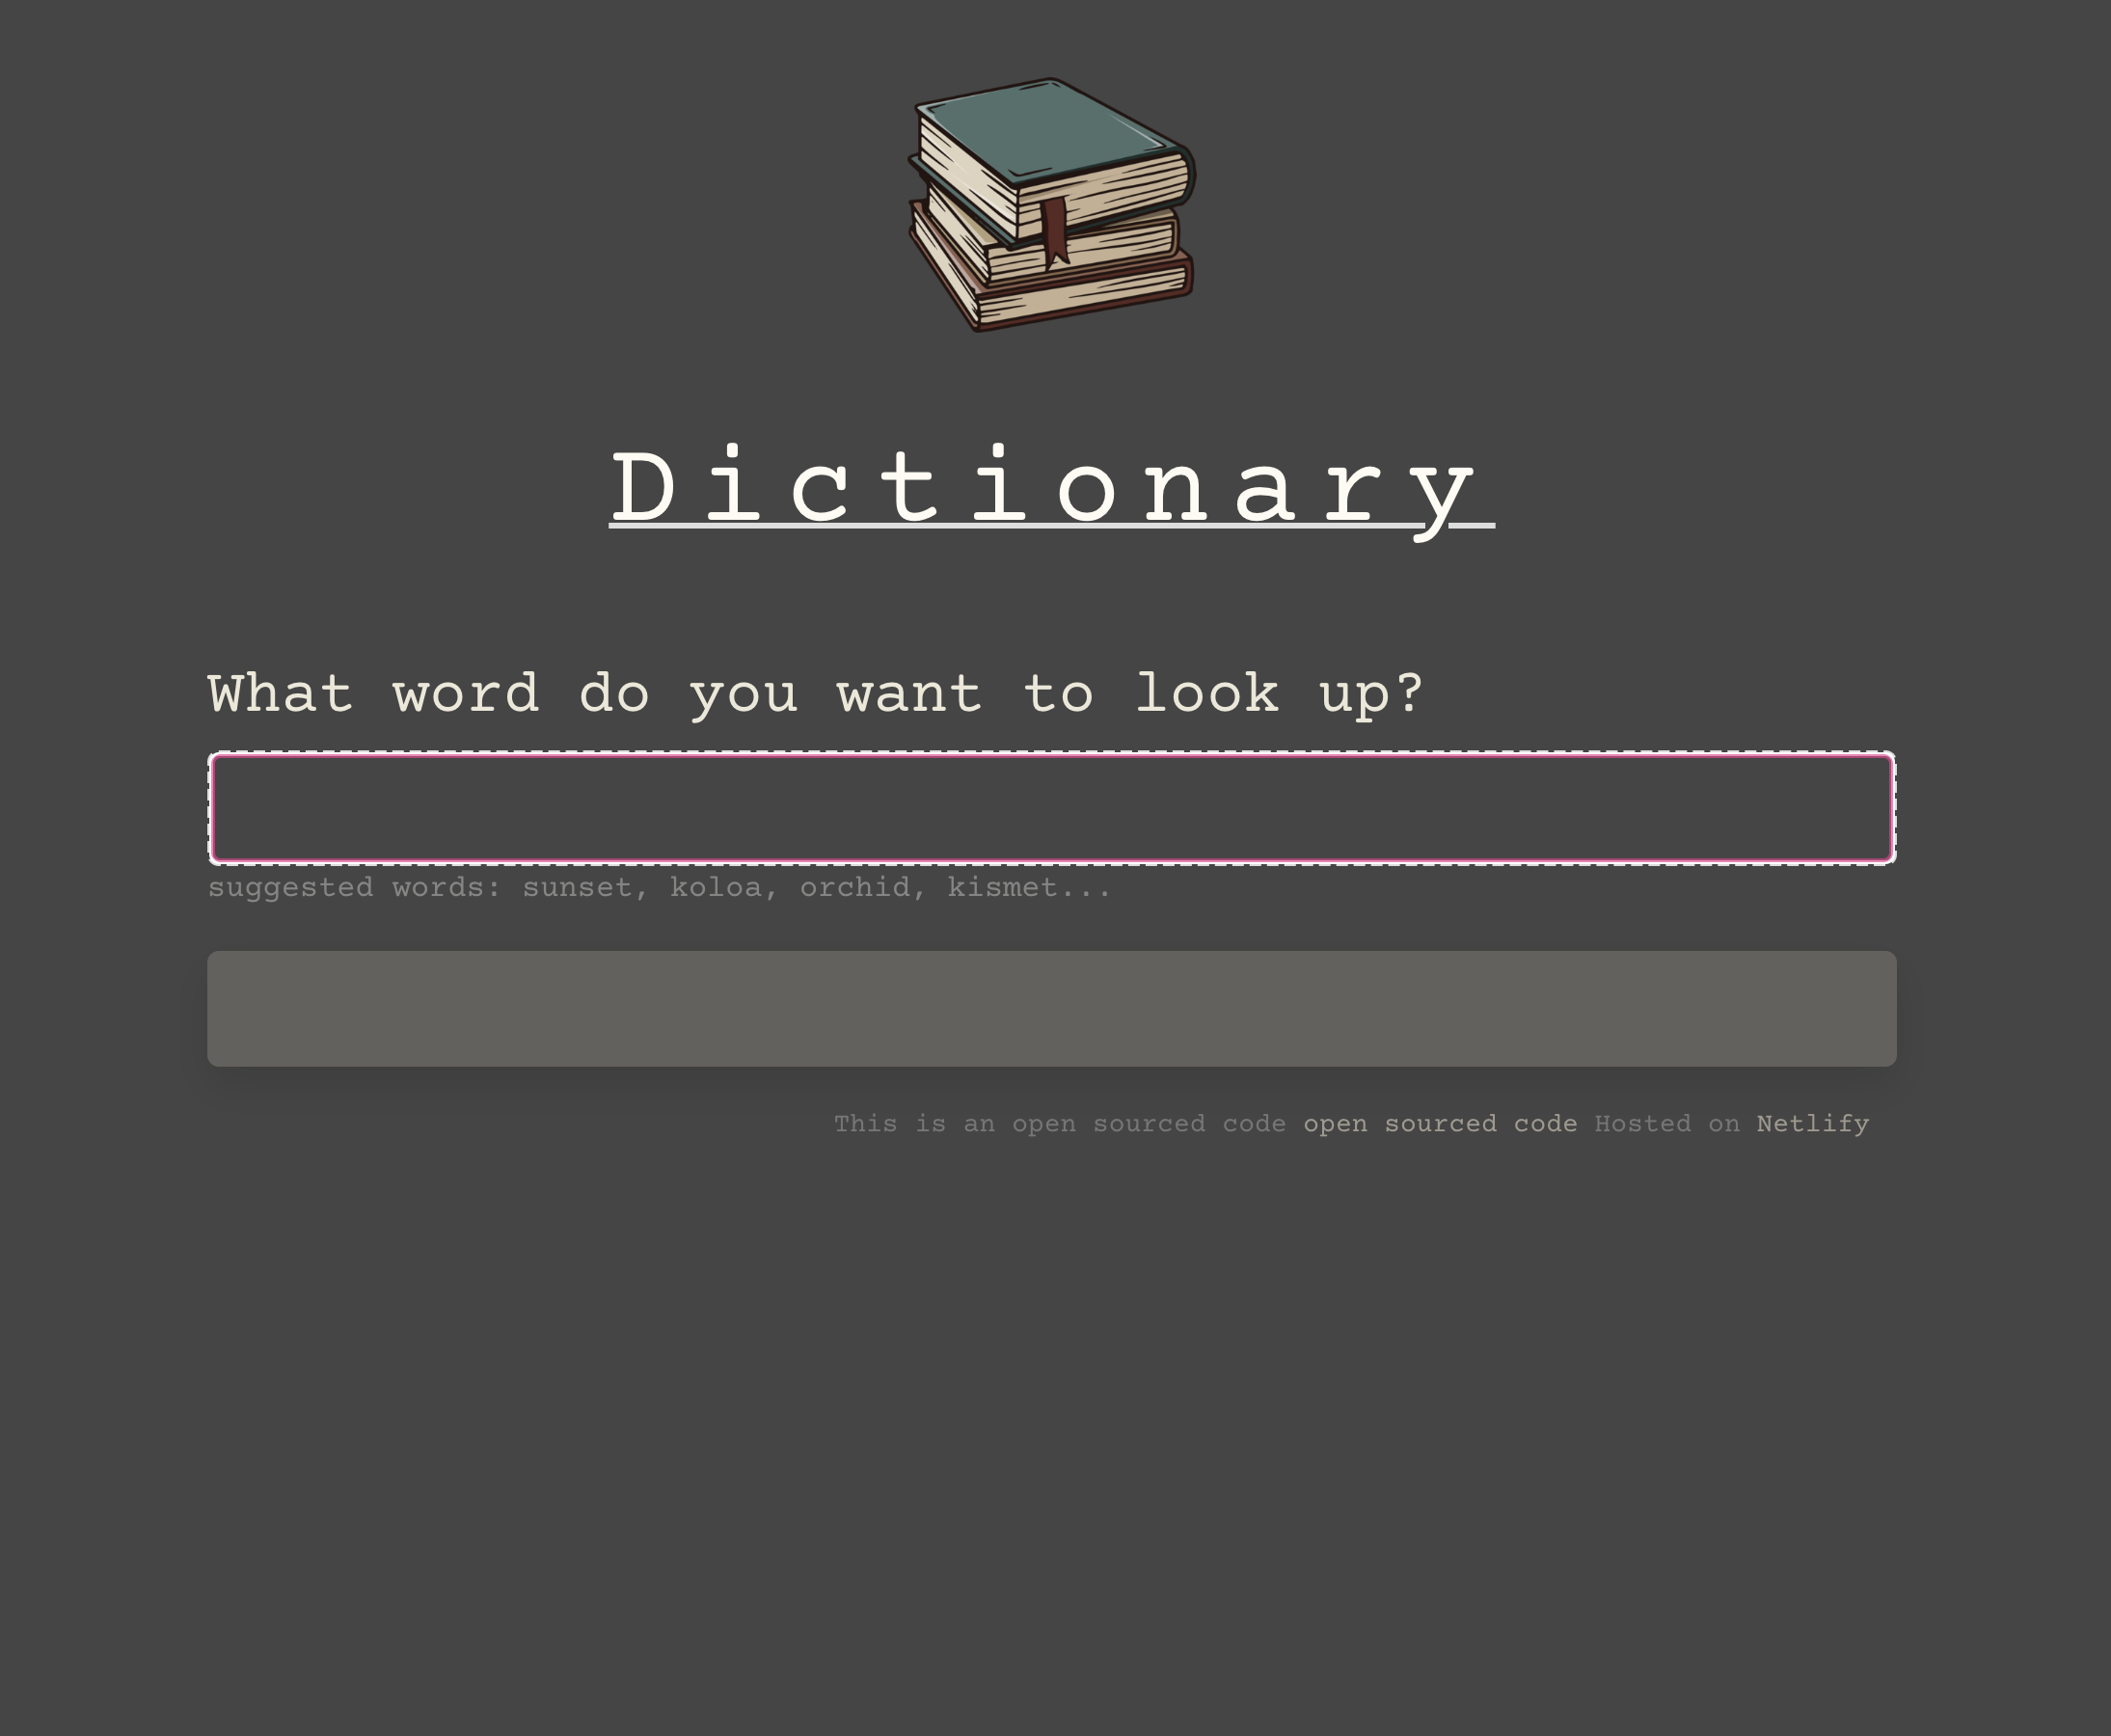 Dictionary
What word do you want to look up?
suggested words: sunset, koloa, orchid, kismet...
This is an open sourced code open sourced code Hosted on Netlify